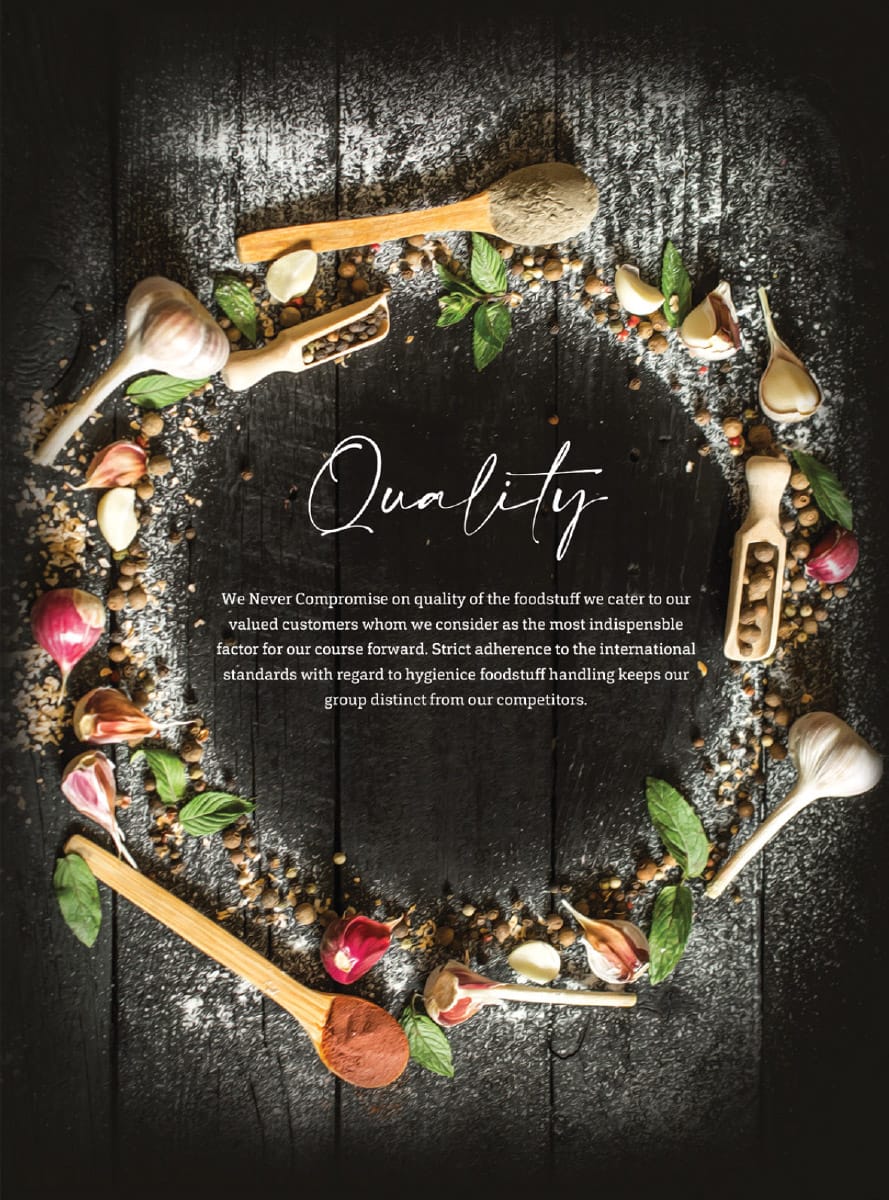 Quality
We Never Compromise on quality of the foodstuff we cater to our
valued customers whom we consider as the most indispensble
factor for our course forward. Strict adherence to the international
standards with regard to hygienice foodstuff handling keeps our
group distinct from our competitors.